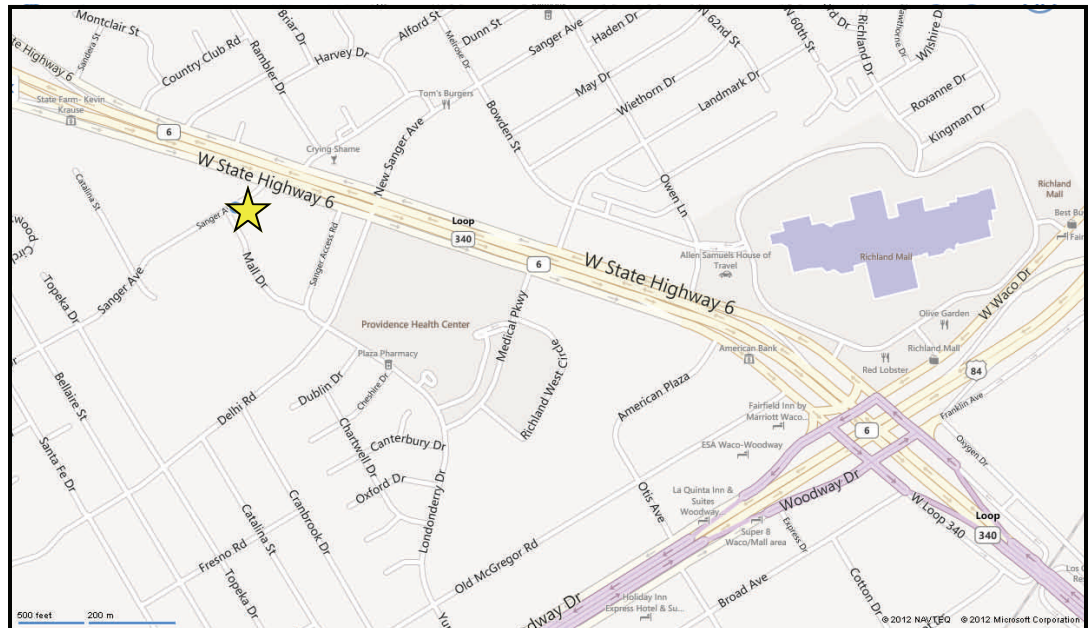 Montclair St
Sandera St
Country Club Rd
Briar Dr
Rambler Dr
Harvey Dr
Alford St
Dunn St
Melrose Dr
Sanger Ave
Haden Dr
N 62nd St
N 60th St
Richland Dr
Hawthorne Dr
Wilshire Dr
State Highway 6
State Farm- Kevin
Krause
6
Tom's Burgers
May Dr
Wiethorn Dr
Landmark Dr
Roxanne Dr
Kingman Dr
Bowden St
Crying Shame
W State Highway 6
New Sanger Ave
Catalina St
Sanger A
Mall Dr
Sanger Access Rd
Loop
340
6
Owen Ln
W State Highway 6
Allen Samuels House of
Travel
Richland Mall
Richland
Mall
Best Bu
Fair
W Waco Dr
Topeka Dr
Sanger Ave
Providence Health Center
Medical Pkwy
Richland West Circle
Plaza Pharmacy
Dublin Dr
Cheshire Dr
Delhi Rd
Bellaire St
Santa Fe Dr
Chartwell Dr
Canterbury Dr
Oxford Dr
Londonderry Dr
Cranbrook Dr
Catalina St
Topeka Dr
Fresno Rd
American Plaza
American Bank
Olive Garden
Richland Mall
Red Lobster
84
Franklin Ave
Fairfield Inn by
Marriott Waco...
ESA Waco-Woodway
6
Oxygen Dr
La Quinta Inn &
Suites
Woodway...
Woodway Dr
W Loop 340
Loop
340
Otis Ave
Super 8
Waco/Mall area
Express Dr
Old McGregor Rd
Broad Ave
Cotton Dr
Holiday Inn
Express Hotel & Su...
500 feet
200 m
© 2012 NAVTEQ © 2012 Microsoft Corporation